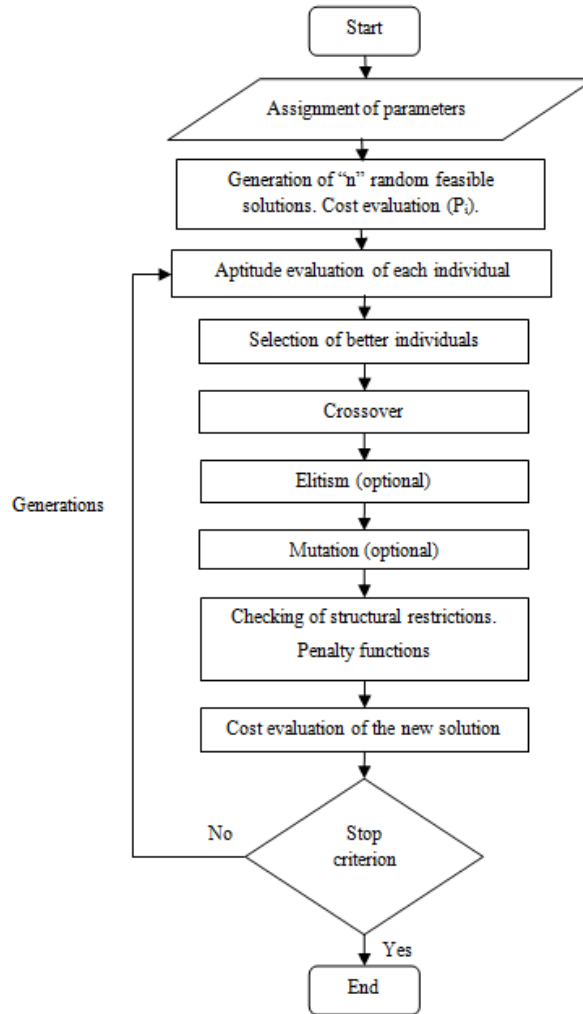 Start
Assignment of parameters
Generation of “n” random feasible
solutions. Cost evaluation (Pi).
Aptitude evaluation of each individual
Selection of better individuals
Crossover
Elitism (optional)
Generations
Mutation (optional)
Checking of structural restrictions.
Penalty functions
Cost evaluation of the new solution
No
Stop
criterion
Yes
End